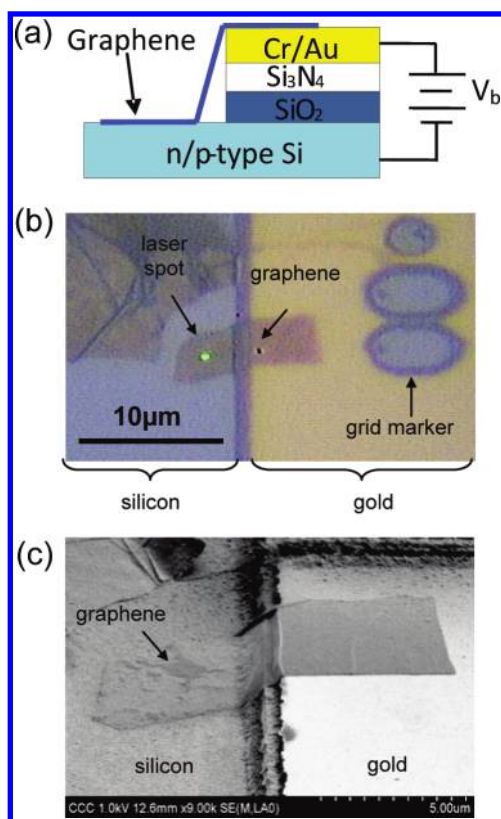 (a)
Graphene
Cr/Au
Si₃N₄
SiO₂
n/p-type Si
V_b
(b)
laser
spot
graphene
10μm
grid marker
silicon
gold
(c)
graphene
silicon
gold
CCC 1.0kV 12.6mm x9.00k SE(M,LA0)
5.00um